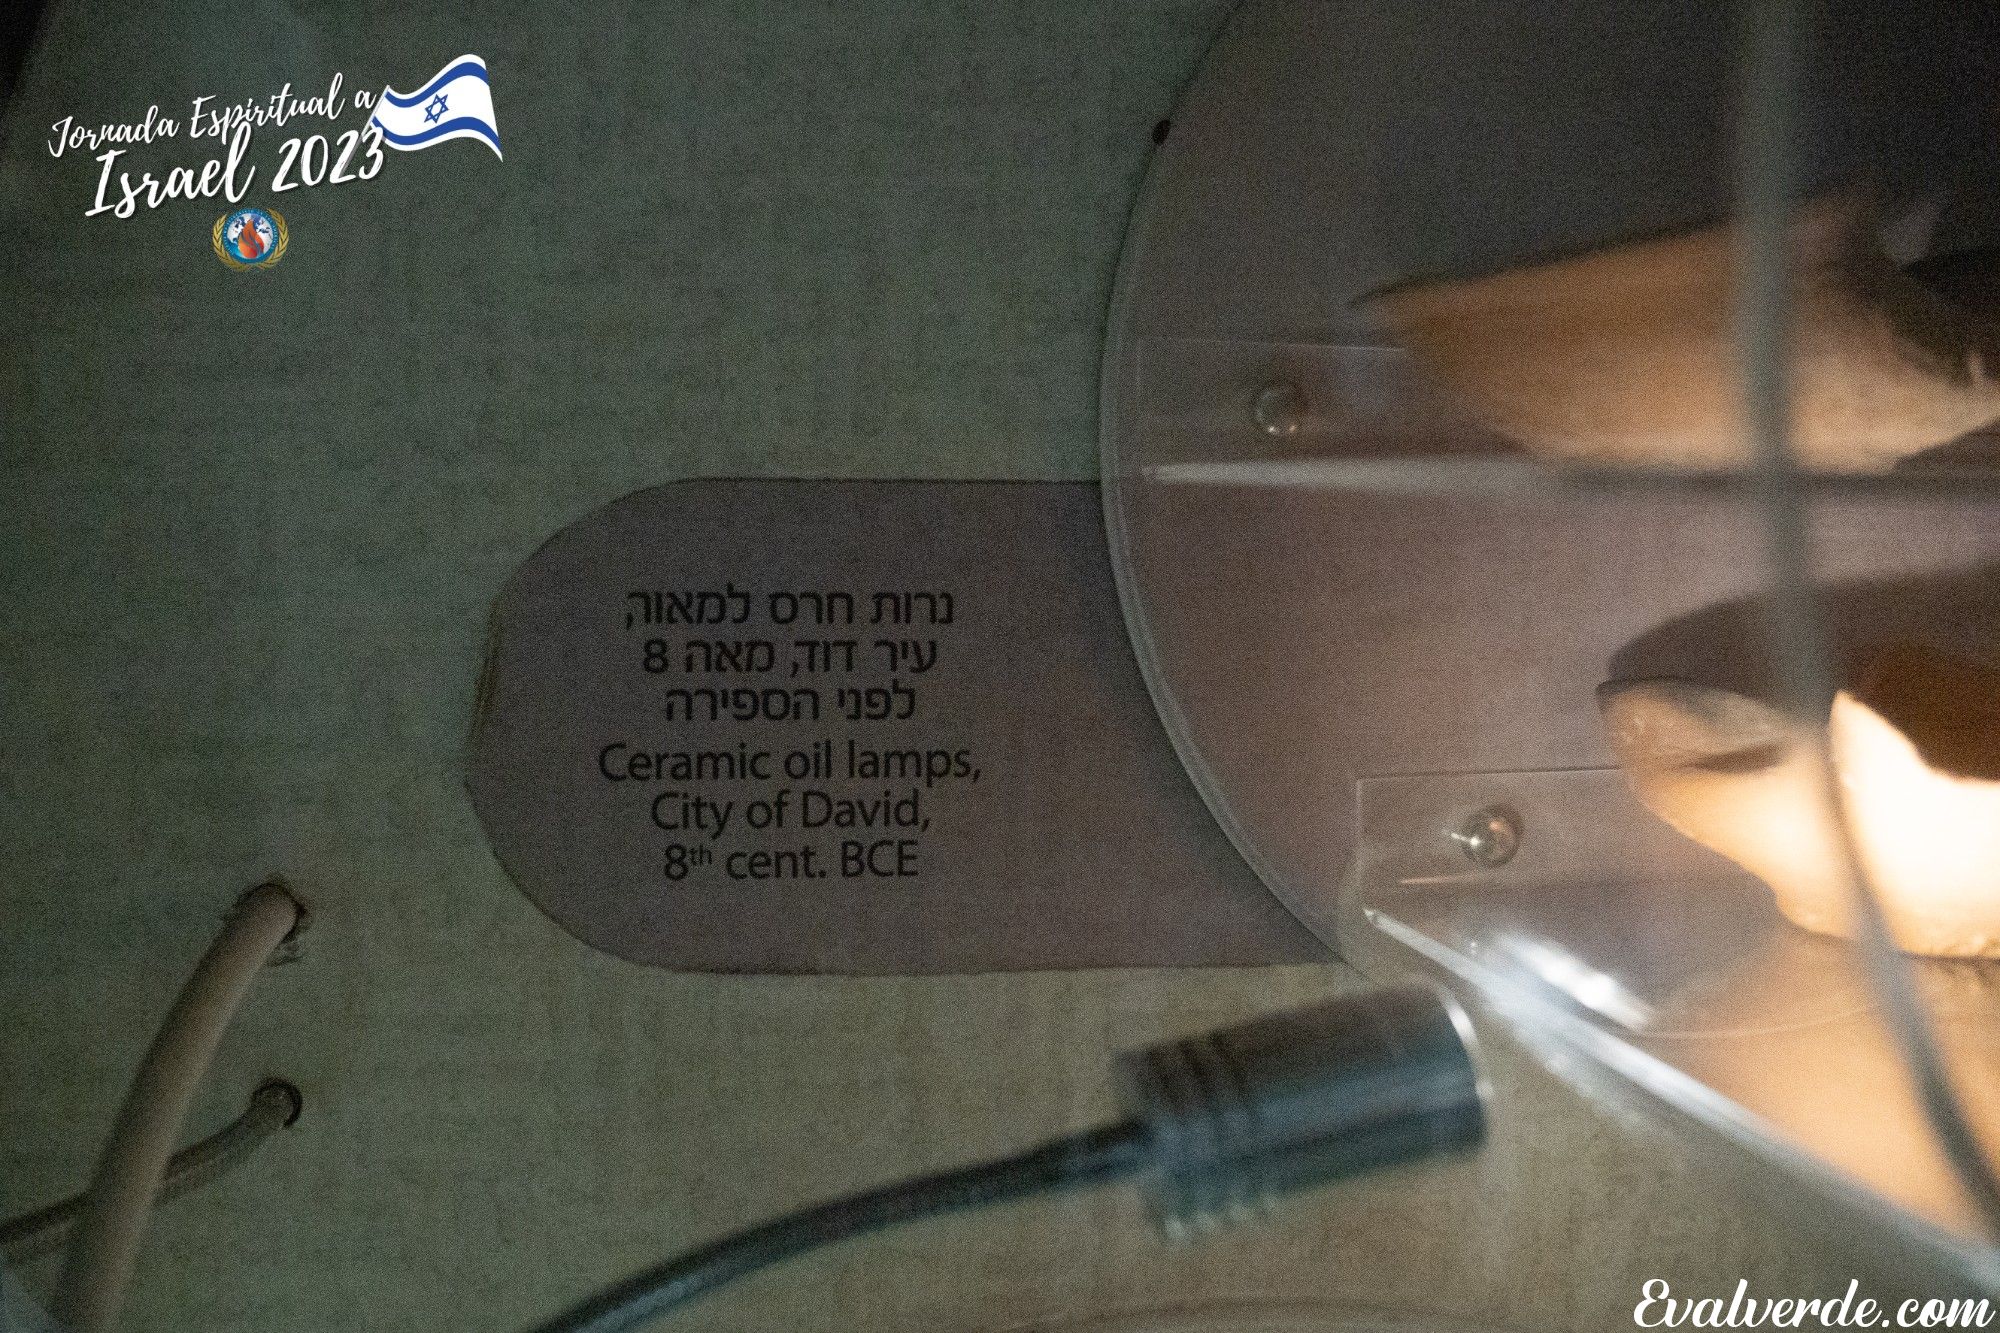 Jornada Espiritual a
Israel 2023
נרות חרס למאור,
עיר דוד, מאה 8
לפני הספירה
Ceramic oil lamps,
City of David,
8th cent. BCE
Evalverde.com